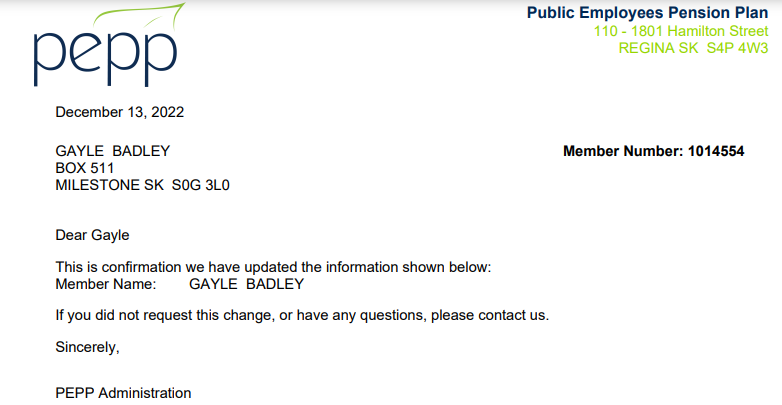 pepp
Public Employees Pension Plan
110 - 1801 Hamilton Street
REGINA SK  S4P 4W3
December 13, 2022
GAYLE  BADLEY
BOX 511
MILESTONE SK  S0G 3L0
Member Number: 1014554
Dear Gayle
This is confirmation we have updated the information shown below:
Member Name: GAYLE  BADLEY
If you did not request this change, or have any questions, please contact us.
Sincerely,
PEPP Administration